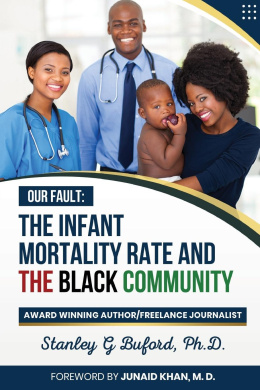 OUR FAULT:
THE INFANT
MORTALITY RATE AND
THE BLACK COMMUNITY
AWARD WINNING AUTHOR/FREELANCE JOURNALIST
Stanley G Buford, Ph.D.
FOREWORD BY JUNAID KHAN, M.D.